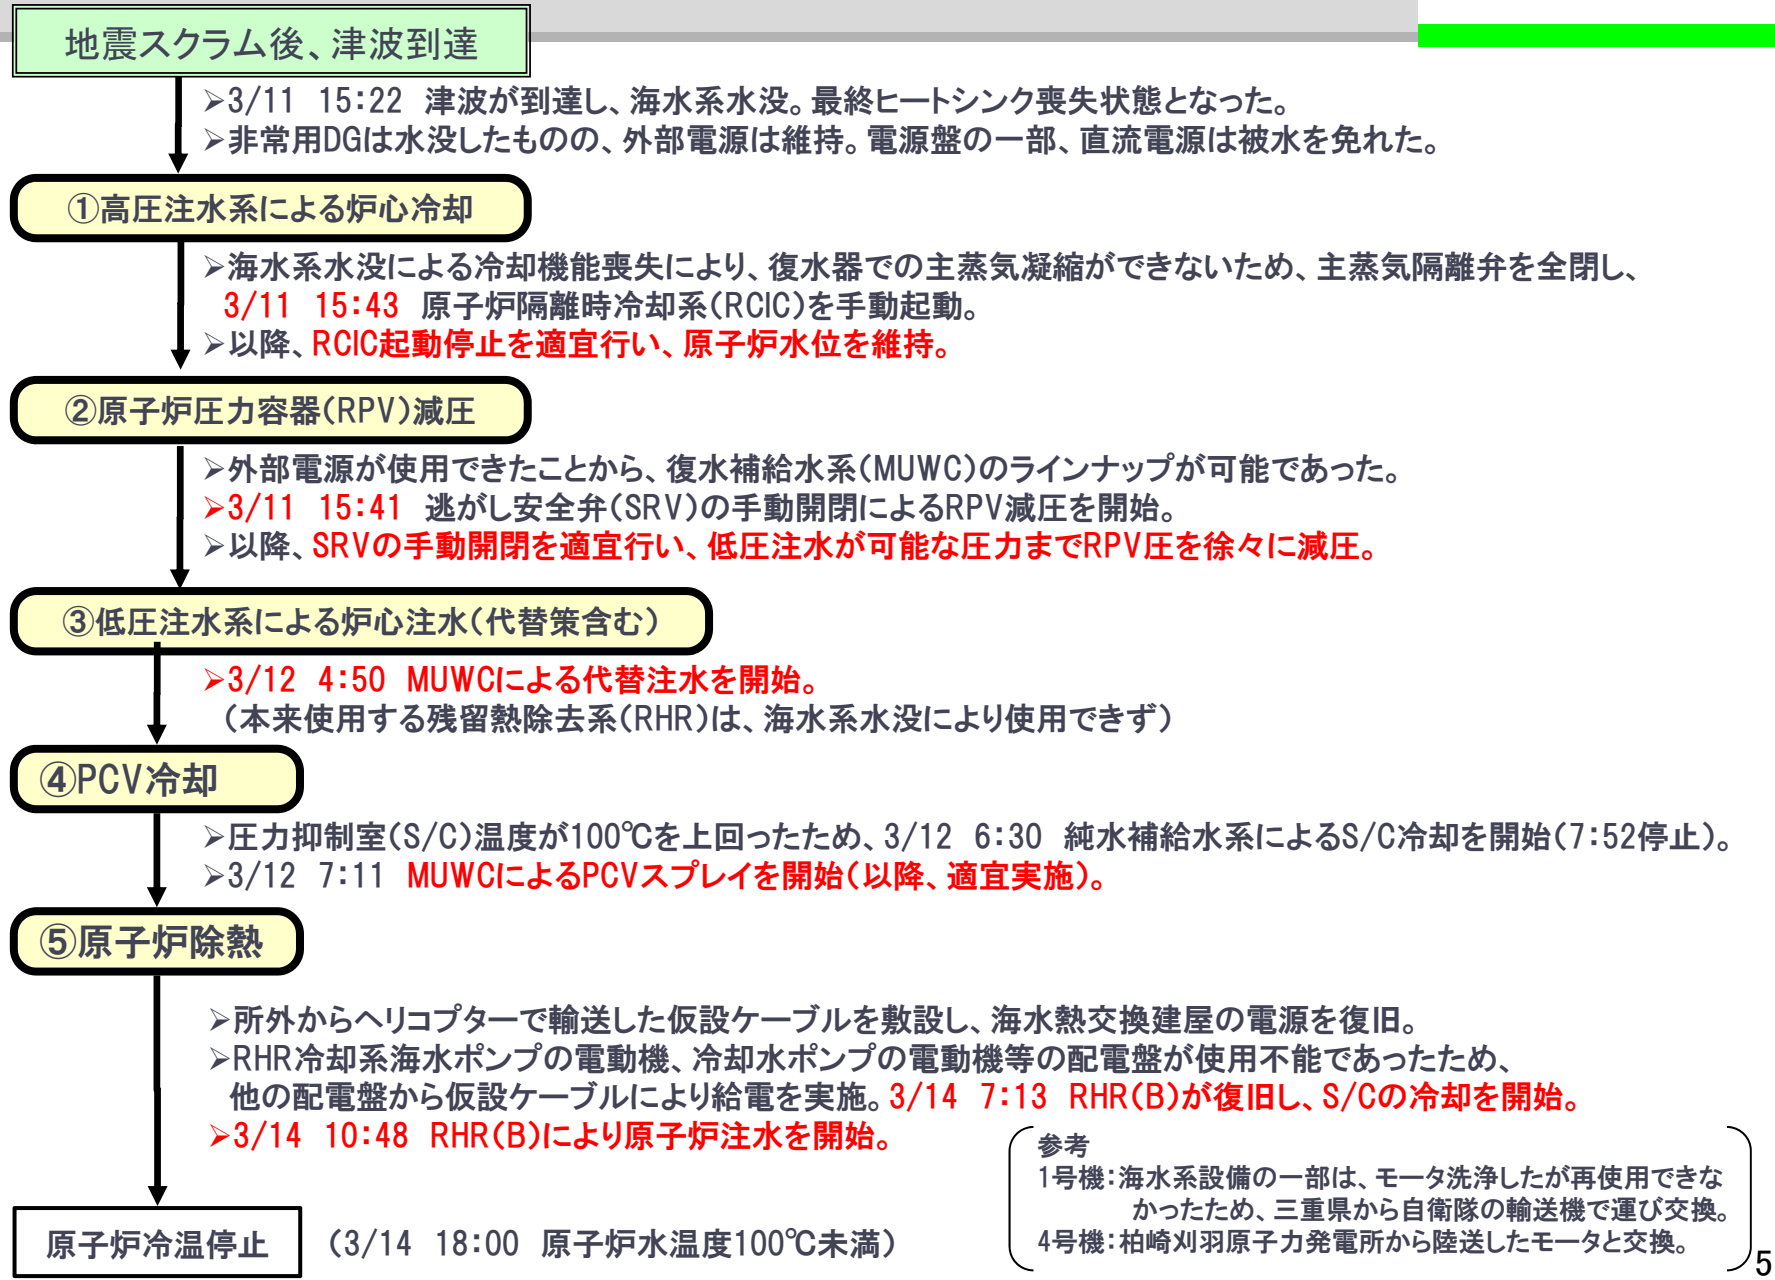 地震スクラム後、津波到達
➢3/11 15:22 津波が到達し、海水系水没。最終ヒートシンク喪失状態となった。
➢非常用DGは水没したものの、外部電源は維持。電源盤の一部、直流電源は被水を免れた。
①高圧注水系による炉心冷却
➢海水系水没による冷却機能喪失により、復水器での主蒸気凝縮ができないため、主蒸気隔離弁を全閉し、
3/11 15:43 原子炉隔離時冷却系(RCIC)を手動起動。
➢以降、RCIC起動停止を適宜行い、原子炉水位を維持。
②原子炉圧力容器(RPV)減圧
➢外部電源が使用できたことから、復水補給水系(MUWC)のラインナップが可能であった。
➢3/11 15:41 逃がし安全弁(SRV)の手動開閉によるRPV減圧を開始。
➢以降、SRVの手動開閉を適宜行い、低圧注水が可能な圧力までRPV圧を徐々に減圧。
③低圧注水系による炉心注水(代替策含む)
➢3/12 4:50 MUWCによる代替注水を開始。
(本来使用する残留熱除去系(RHR)は、海水系水没により使用できず)
④PCV冷却
➢圧力抑制室(S/C)温度が100℃を上回ったため、3/12 6:30 純水補給水系によるS/C冷却を開始(7:52停止)。
➢3/12 7:11 MUWCによるPCVスプレイを開始(以降、適宜実施)。
⑤原子炉除熱
➢所外からヘリコプターで輸送した仮設ケーブルを敷設し、海水熱交換建屋の電源を復旧。
➢RHR冷却系海水ポンプの電動機、冷却水ポンプの電動機等の配電盤が使用不能であったため、
他の配電盤から仮設ケーブルにより給電を実施。3/14 7:13 RHR(B)が復旧し、S/Cの冷却を開始。
➢3/14 10:48 RHR(B)により原子炉注水を開始。
参考
1号機:海水系設備の一部は、モータ洗浄したが再使用できな
かったため、三重県から自衛隊の輸送機で運び交換。
4号機:柏崎刈羽原子力発電所から陸送したモータと交換。
原子炉冷温停止 (3/14 18:00 原子炉水温度100℃未満)
5